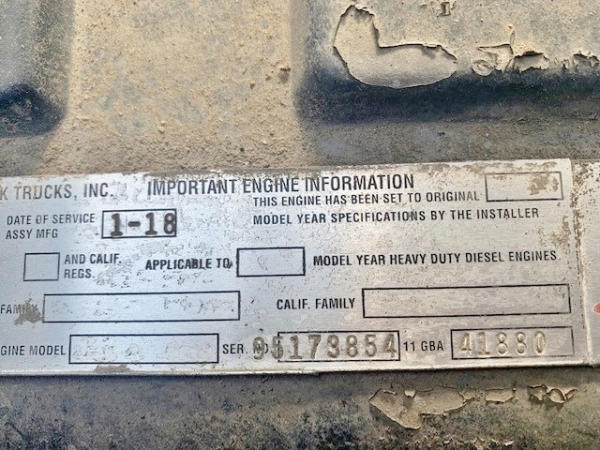 K TRUCKS, INC. IMPORTANT ENGINE INFORMATION
THIS ENGINE HAS BEEN SET TO ORIGINAL
DATE OF SERVICE ASSY MFG 1-18 MODEL YEAR SPECIFICATIONS BY THE INSTALLER
AND CALIF. REGS. APPLICABLE TO MODEL YEAR HEAVY DUTY DIESEL ENGINES
FAMILY CALIF. FAMILY
GINE MODEL SER. NO 95173854 11 GBA 41880